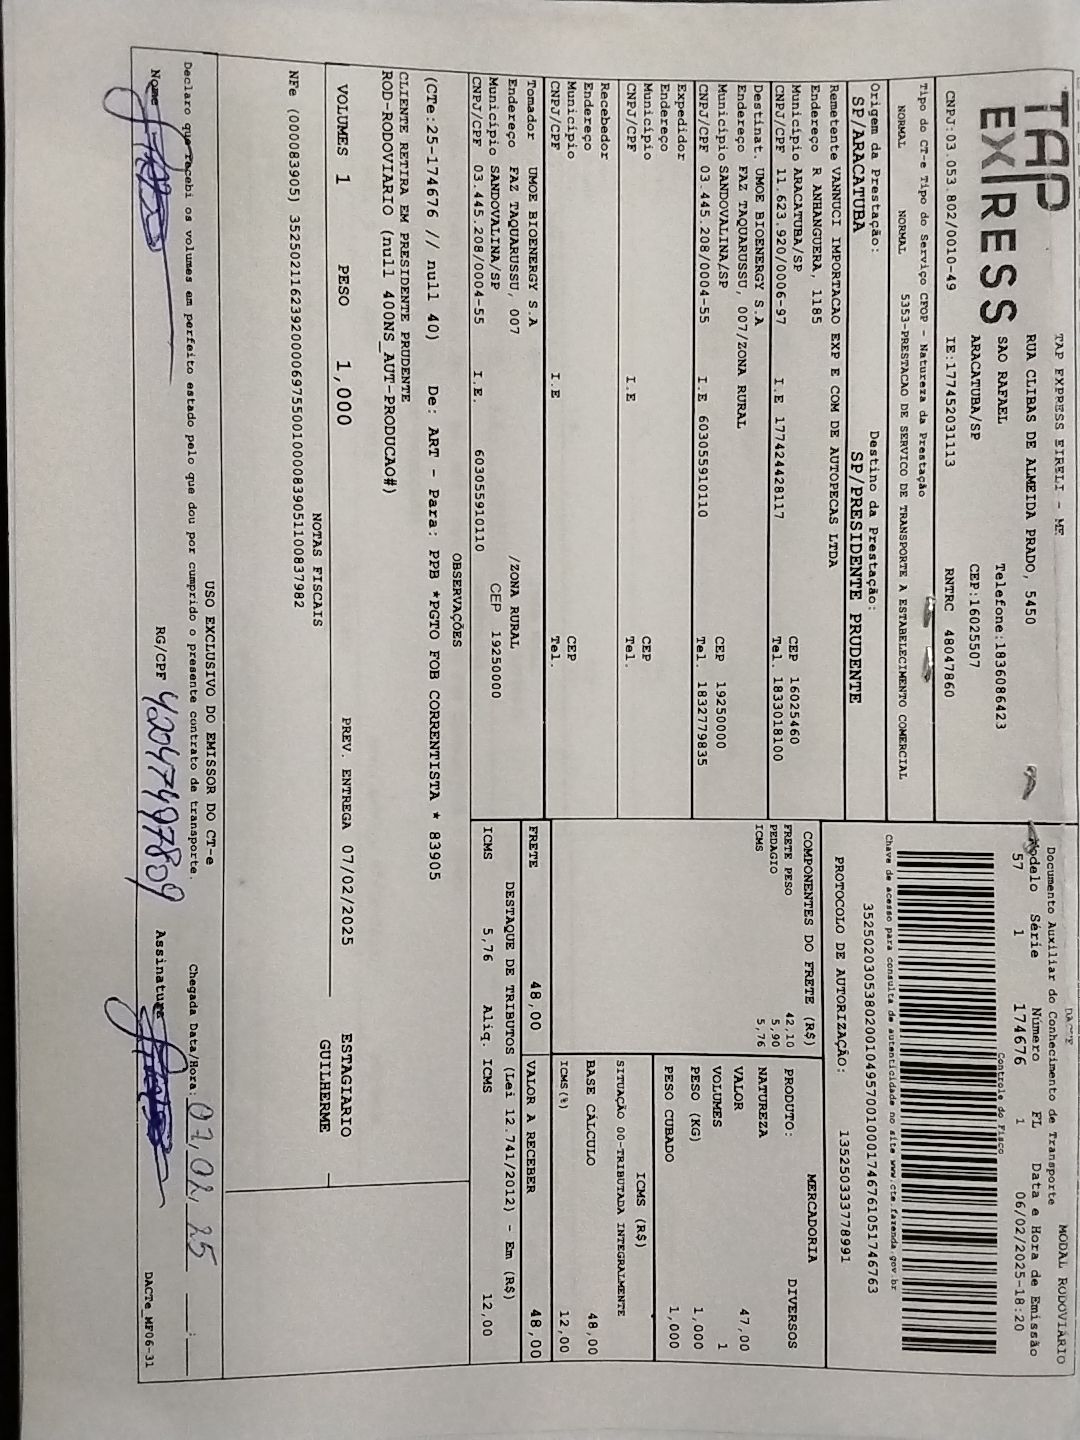 TAP EXPRESS
TAP EXPRESS EIRELI - ME
RUA CLIBAS DE ALMEIDA PRADO, 5450
SAO RAFAEL Telefone:1836086423
ARACATUBA/SP CEP:16025507
CNPJ:03.053.802/0010-49 IE:177452031113 RNTRC 48047860
Tipo do CT-e Tipo do Serviço CFOP - Natureza da Prestação
NORMAL NORMAL 5353-PRESTACAO DE SERVICO DE TRANSPORTE A ESTABELECIMENTO COMERCIAL
Origem da Prestação: Destino da Prestação:
SP/ARACATUBA SP/PRESIDENTE PRUDENTE
Remetente VANNUCI IMPORTACAO EXP E COM DE AUTOPECAS LTDA
Endereço R ANHANGUERA, 1185
Município ARACATUBA/SP CEP 16025460
CNPJ/CPF 11.623.920/0006-97 I.E 177424428117 Tel. 1833018100
Destinat. UMOE BIOENERGY S.A
Endereço FAZ TAQUARUSSU, 007/ZONA RURAL
Município SANDOVALINA/SP CEP 19250000
CNPJ/CPF 03.445.208/0004-55 I.E 603055910110 Tel. 1832779835
Expedidor
Endereço
Município CEP
CNPJ/CPF I.E Tel.
Recebedor
Endereço
Município CEP
CNPJ/CPF I.E Tel.
Tomador UMOE BIOENERGY S.A
Endereço FAZ TAQUARUSSU, 007 /ZONA RURAL
Município SANDOVALINA/SP CEP 19250000
CNPJ/CPF 03.445.208/0004-55 I.E. 603055910110
DACTE
MODAL RODOVIÁRIO
Documento Auxiliar do Conhecimento de Transporte
Modelo Série Número FL Data e Hora de Emissão
57 1 174676 1 06/02/2025-18:20
Controle do Fisco
Chave de acesso para consulta de autenticidade no site www.cte.fazenda.gov.br
35250203053802001049570010001746761051746763
PROTOCOLO DE AUTORIZAÇÃO: 135250333778991
COMPONENTES DO FRETE (R$)
FRETE PESO 42,10
PEDAGIO 5,90
ICMS 5,76
MERCADORIA
PRODUTO: DIVERSOS
NATUREZA
VALOR 47,00
VOLUMES 1
PESO (KG) 1,000
PESO CUBADO 1,000
ICMS (R$)
SITUAÇÃO 00-TRIBUTADA INTEGRALMENTE
BASE CÁLCULO 48,00
ICMS (%) 12,00
FRETE 48,00 VALOR A RECEBER 48,00
DESTAQUE DE TRIBUTOS (Lei 12.741/2012) - Em (R$)
ICMS 5,76 Aliq. ICMS 12,00
OBSERVAÇÕES
(CTe:25-174676 // null 40) De: ART - Para: PPB *PGTO FOB CORRENTISTA * 83905
CLIENTE RETIRA EM PRESIDENTE PRUDENTE
ROD-RODOVIARIO (null 400NS_AUT-PRODUCAO#)
VOLUMES 1 PESO 1,000 PREV. ENTREGA 07/02/2025 ESTAGIARIO
GUILHERME
NOTAS FISCAIS
USO EXCLUSIVO DO EMISSOR DO CT-e
Declaro que recebi os volumes em perfeito estado pelo que dou por cumprido o presente contrato de transporte. Chegada Data/Hora: 07, 02, 25 :
Nome RG/CPF 42047497809 Assinatura
DACTe_MF06-31